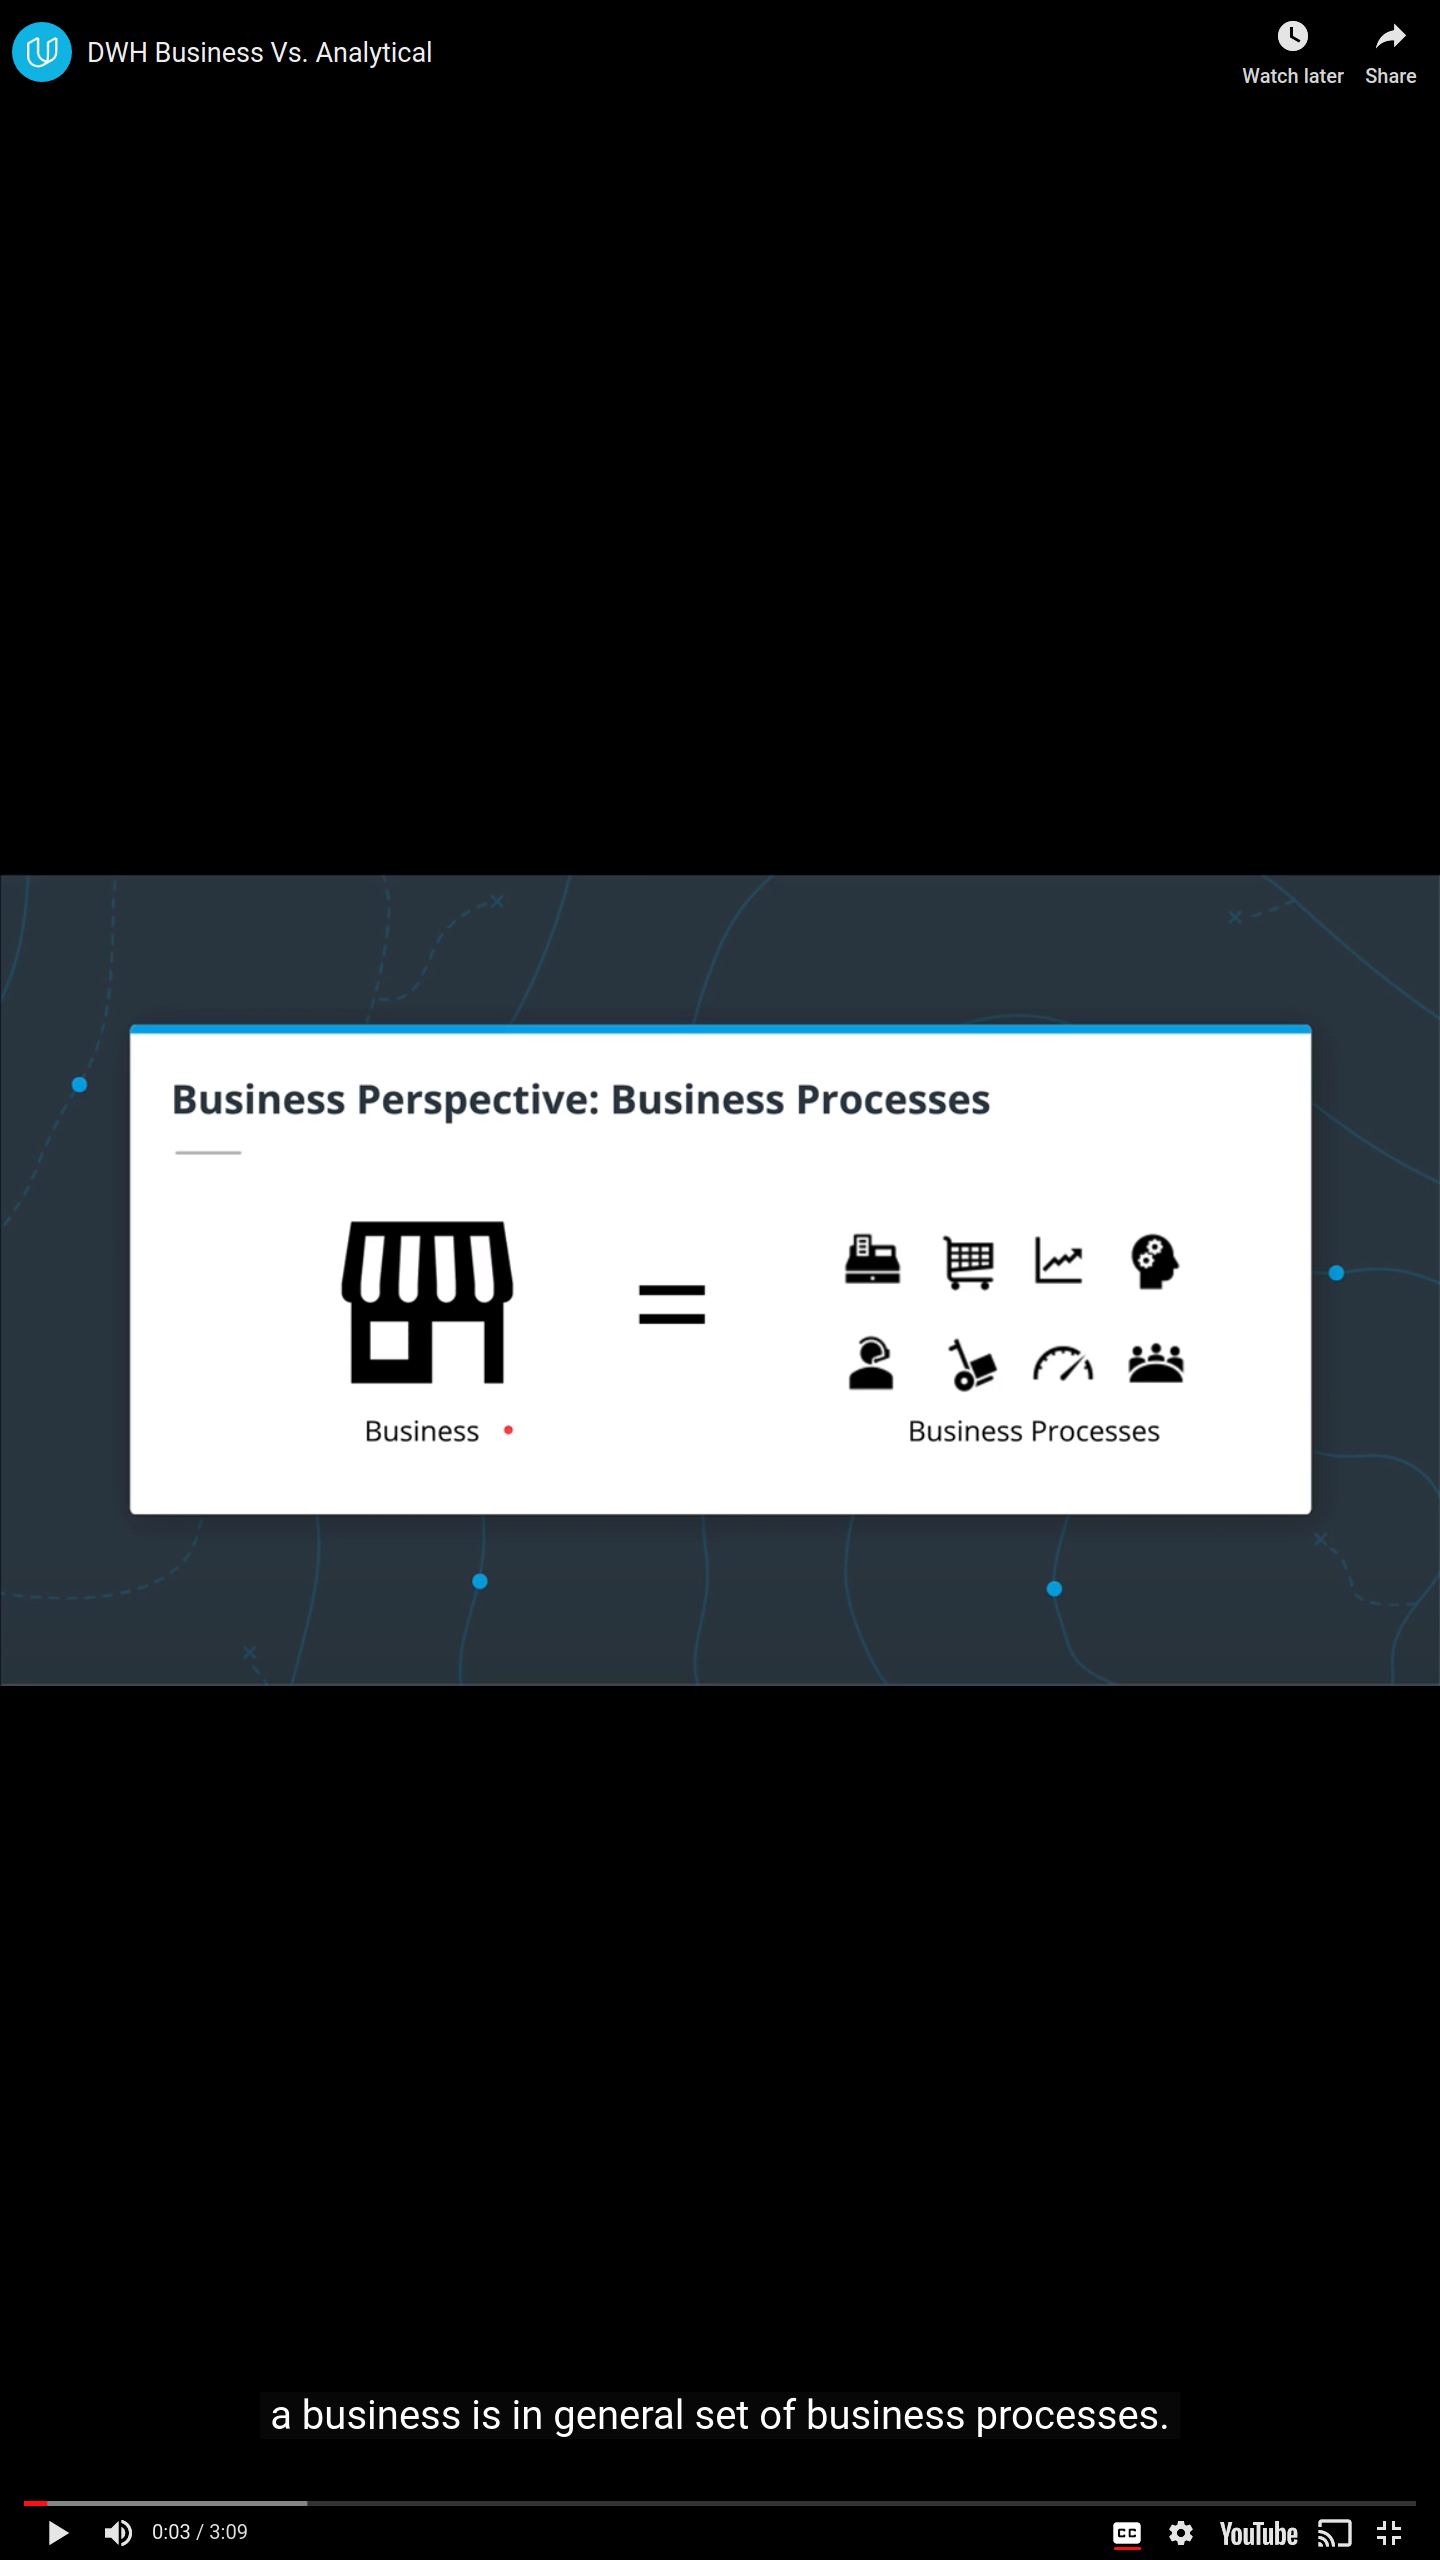 DWH Business Vs. Analytical
Watch later
Share
Business Perspective: Business Processes
Business
Business Processes
a business is in general set of business processes.
0:03 / 3:09
CC
YouTube